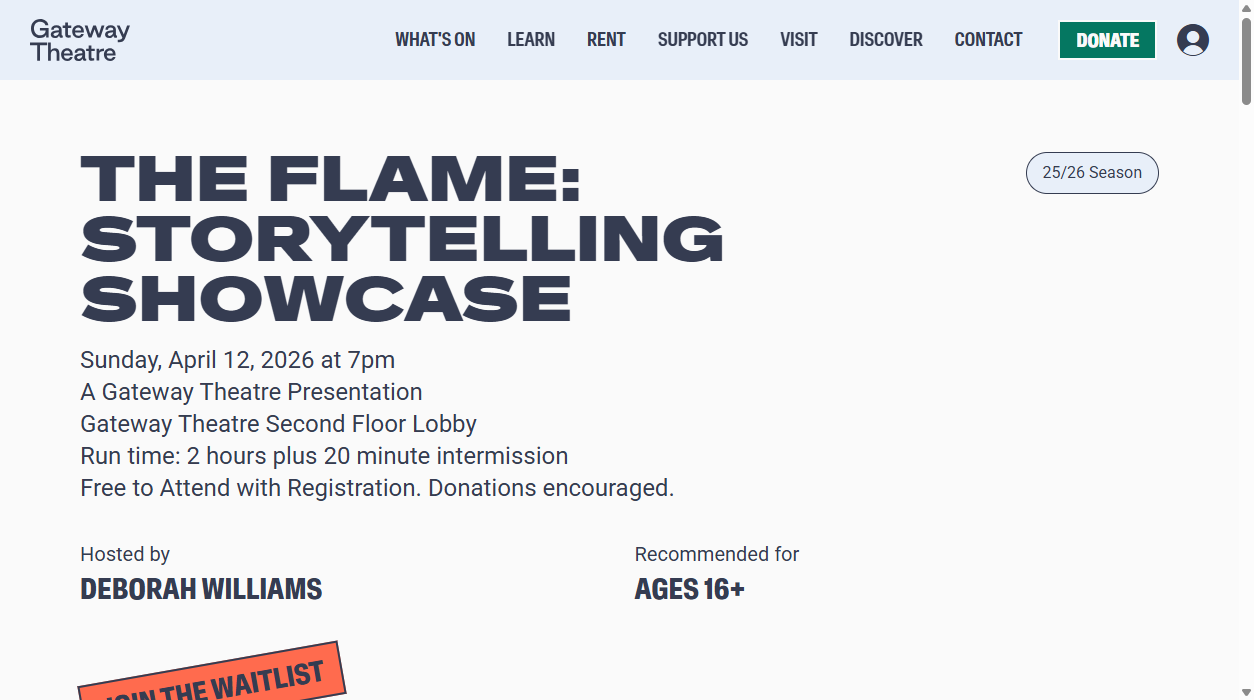 Gateway
Theatre
WHAT'S ON LEARN RENT SUPPORT US VISIT DISCOVER CONTACT DONATE
THE FLAME:
STORYTELLING
SHOWCASE
25/26 Season
Sunday, April 12, 2026 at 7pm
A Gateway Theatre Presentation
Gateway Theatre Second Floor Lobby
Run time: 2 hours plus 20 minute intermission
Free to Attend with Registration. Donations encouraged.
Hosted by
DEBORAH WILLIAMS
Recommended for
AGES 16+
JOIN THE WAITLIST